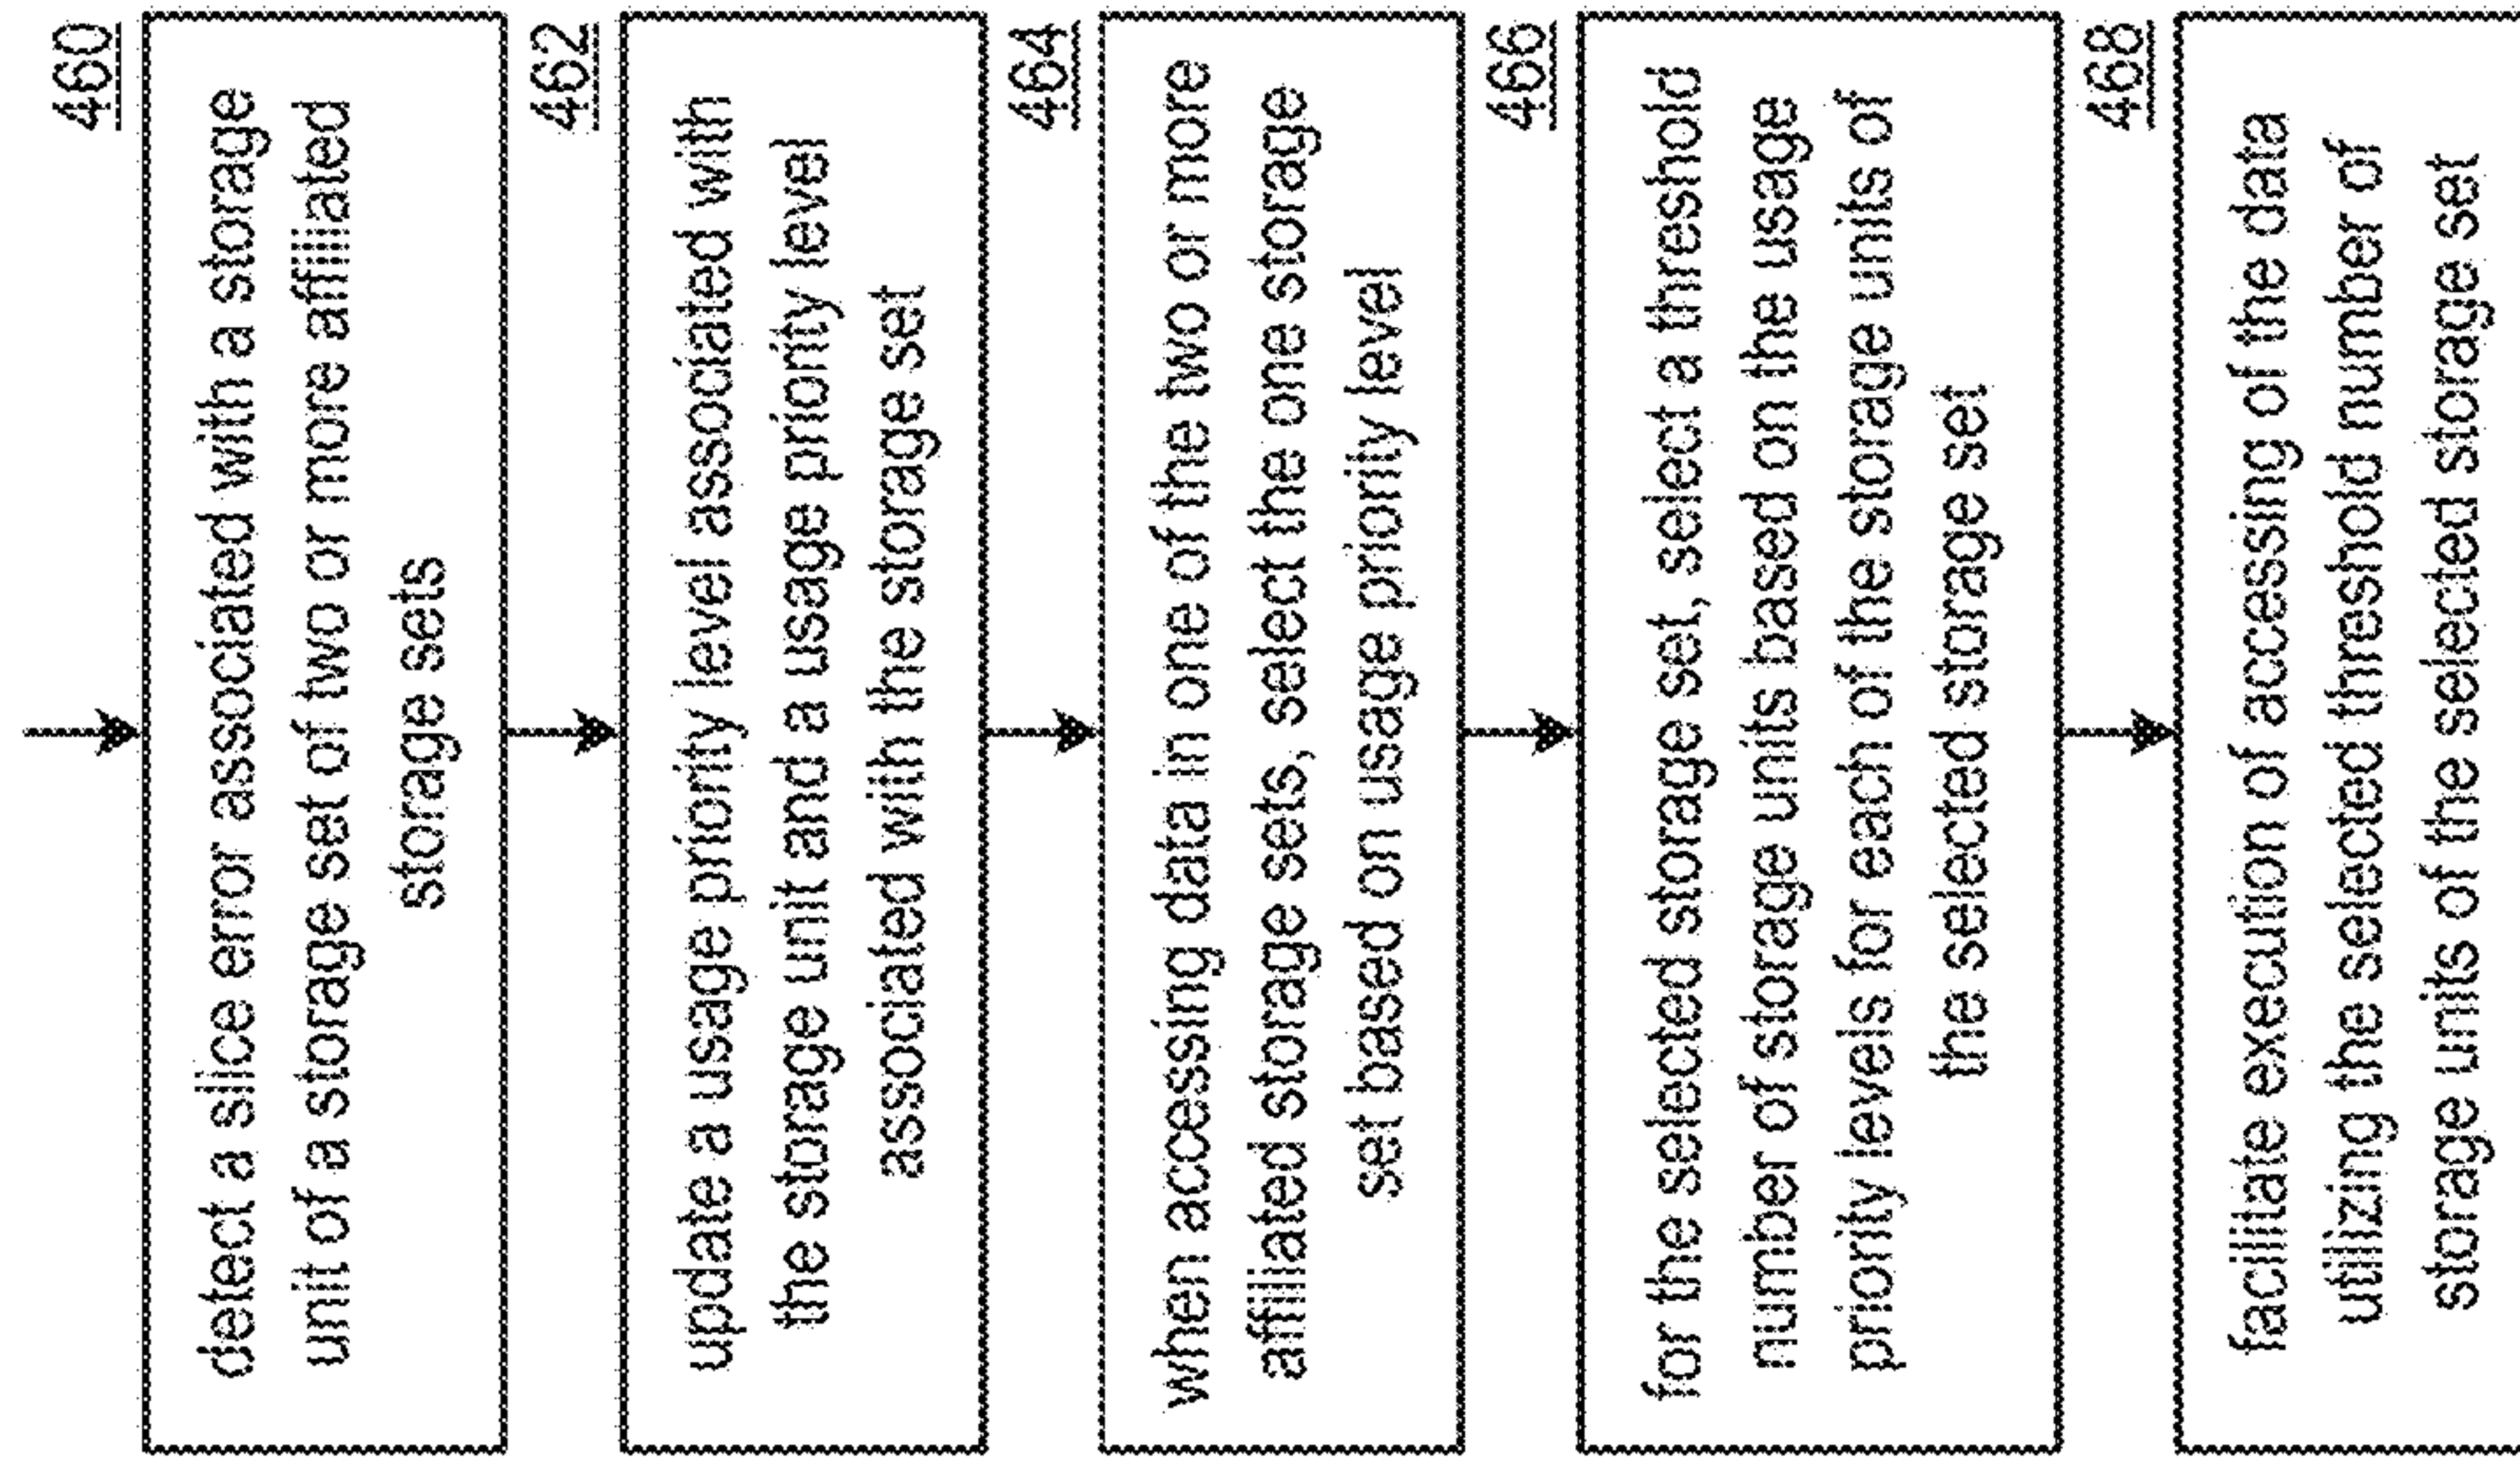 460
detect a slice error associated with a storage
unit of a storage set of two or more affiliated
storage sets
462
update a usage priority level associated with
the storage unit and a usage priority level
associated with the storage set
464
when accessing data in one of the two or more
affiliated storage sets, select the one storage
set based on usage priority level
466
for the selected storage set, select a threshold
number of storage units based on the usage
priority levels for each of the storage units of
the selected storage set
468
facilitate execution of accessing of the data
utilizing the selected threshold number of
storage units of the selected storage set